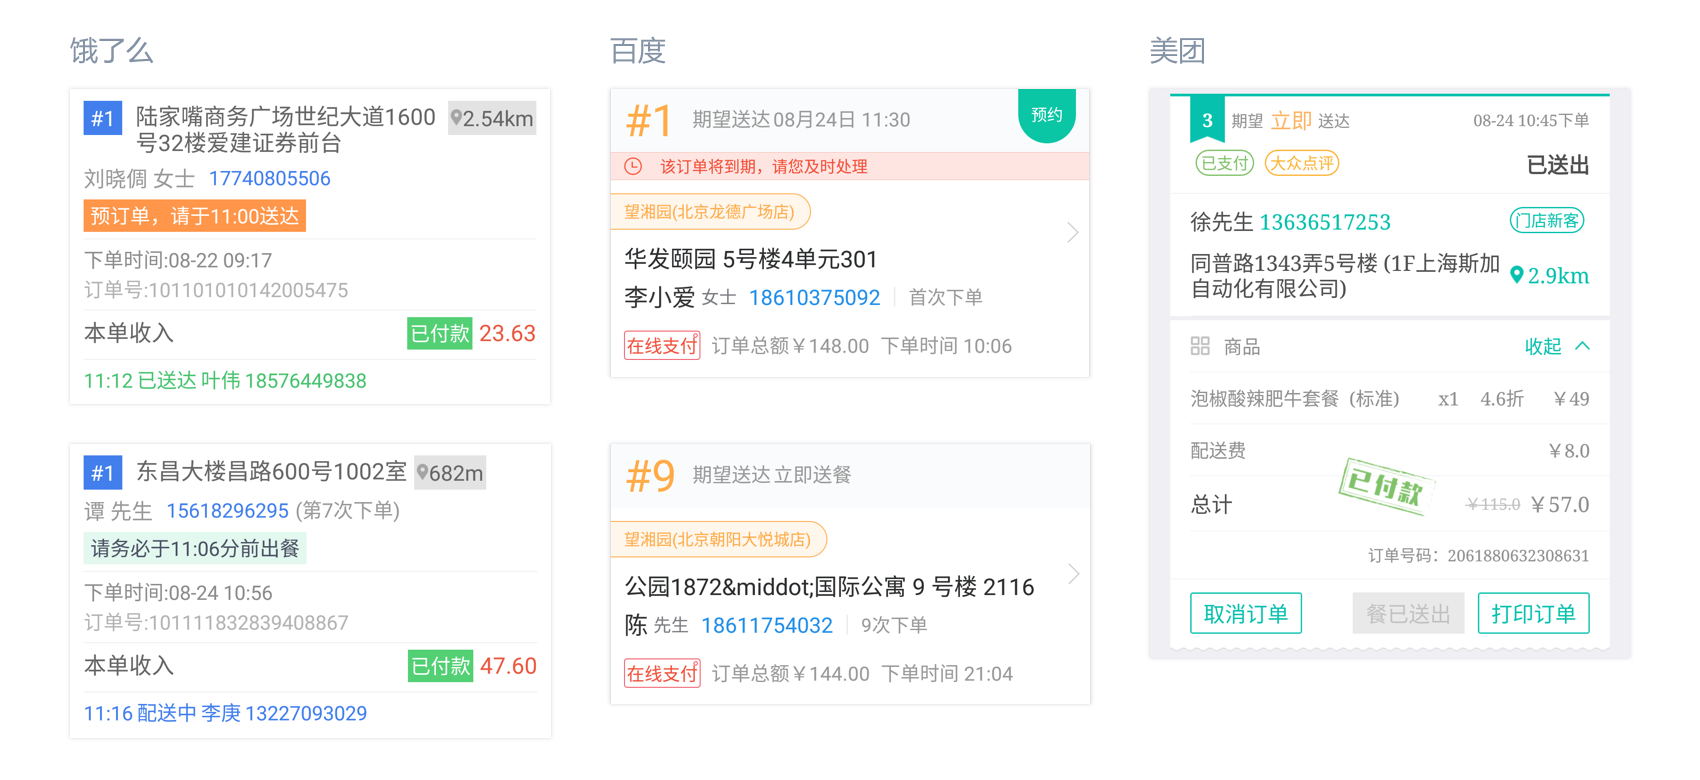 饿了么
#1 陆家嘴商务广场世纪大道1600 2.54km
号32楼爱建证券前台
刘晓倜 女士 17740805506
预订单，请于11:00送达
下单时间:08-22 09:17
订单号:101101010142005475
本单收入 已付款 23.63
11:12 已送达 叶伟 18576449838
#1 东昌大楼昌路600号1002室 682m
谭 先生 15618296295 (第7次下单)
请务必于11:06分前出餐
下单时间:08-24 10:56
订单号:101111832839408867
本单收入 已付款 47.60
11:16 配送中 李庚 13227093029
百度
#1 期望送达 08月24日 11:30 预约
该订单将到期，请您及时处理
望湘园(北京龙德广场店)
华发颐园 5号楼4单元301
李小爱 女士 18610375092 首次下单
在线支付 订单总额￥148.00 下单时间 10:06
#9 期望送达 立即送餐
望湘园(北京朝阳大悦城店)
公园1872&middot;国际公寓 9 号楼 2116
陈 先生 18611754032 9次下单
在线支付 订单总额￥144.00 下单时间 21:04
美团
3 期望 立即 送达 08-24 10:45下单
已支付 大众点评 已送出
徐先生 13636517253 门店新客
同普路1343弄5号楼 (1F上海斯加 2.9km
自动化有限公司)
商品 收起
泡椒酸辣肥牛套餐 (标准) x1 4.6折 ￥49
配送费 ￥8.0
已付款
总计 ￥115.0 ￥57.0
订单号码：2061880632308631
取消订单 餐已送出 打印订单